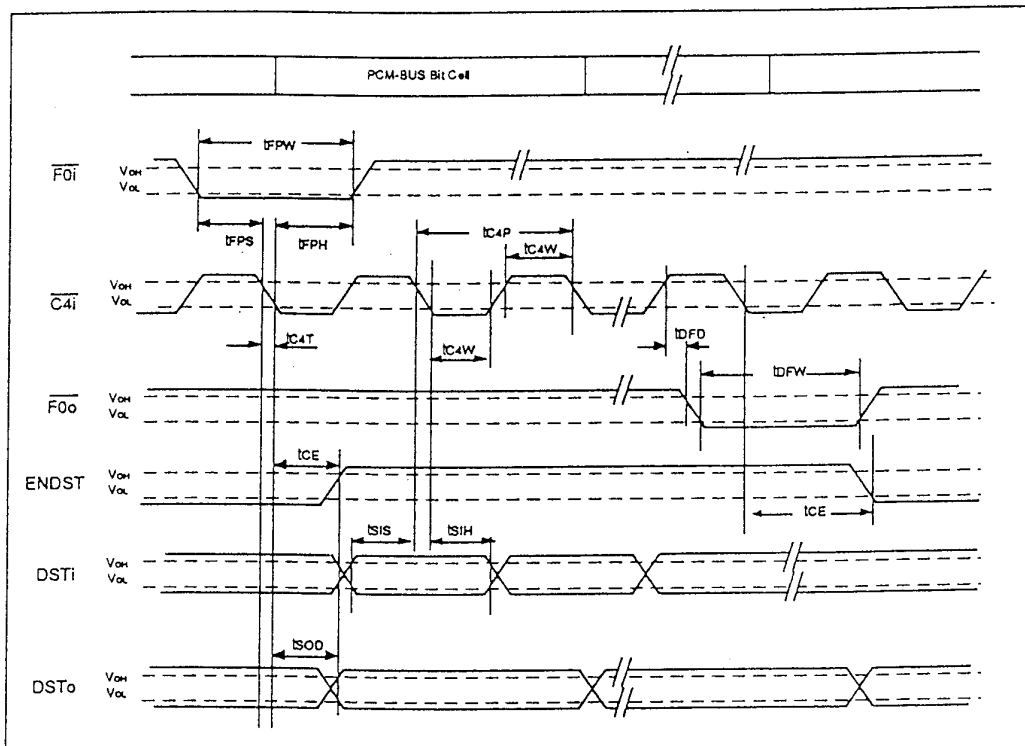 PCM-BUS Bit Cell
tFPW
F0i
VOH
VOL
tFPS
tFPH
tC4P
tC4W
C4i
VOH
VOL
tC4T
tC4W
tDFD
tDFW
F0o
VOH
VOL
tCE
ENDST
VOH
VOL
tCE
tSIS
tSIH
DSTi
VOH
VOL
tSOD
DSTo
VOH
VOL